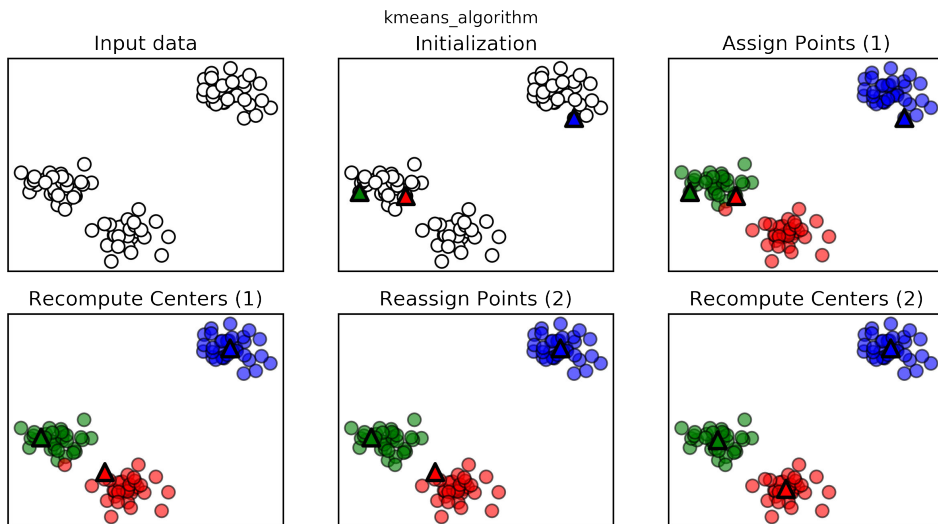 kmeans_algorithm
Input data
Initialization
Assign Points (1)
Recompute Centers (1)
Reassign Points (2)
Recompute Centers (2)